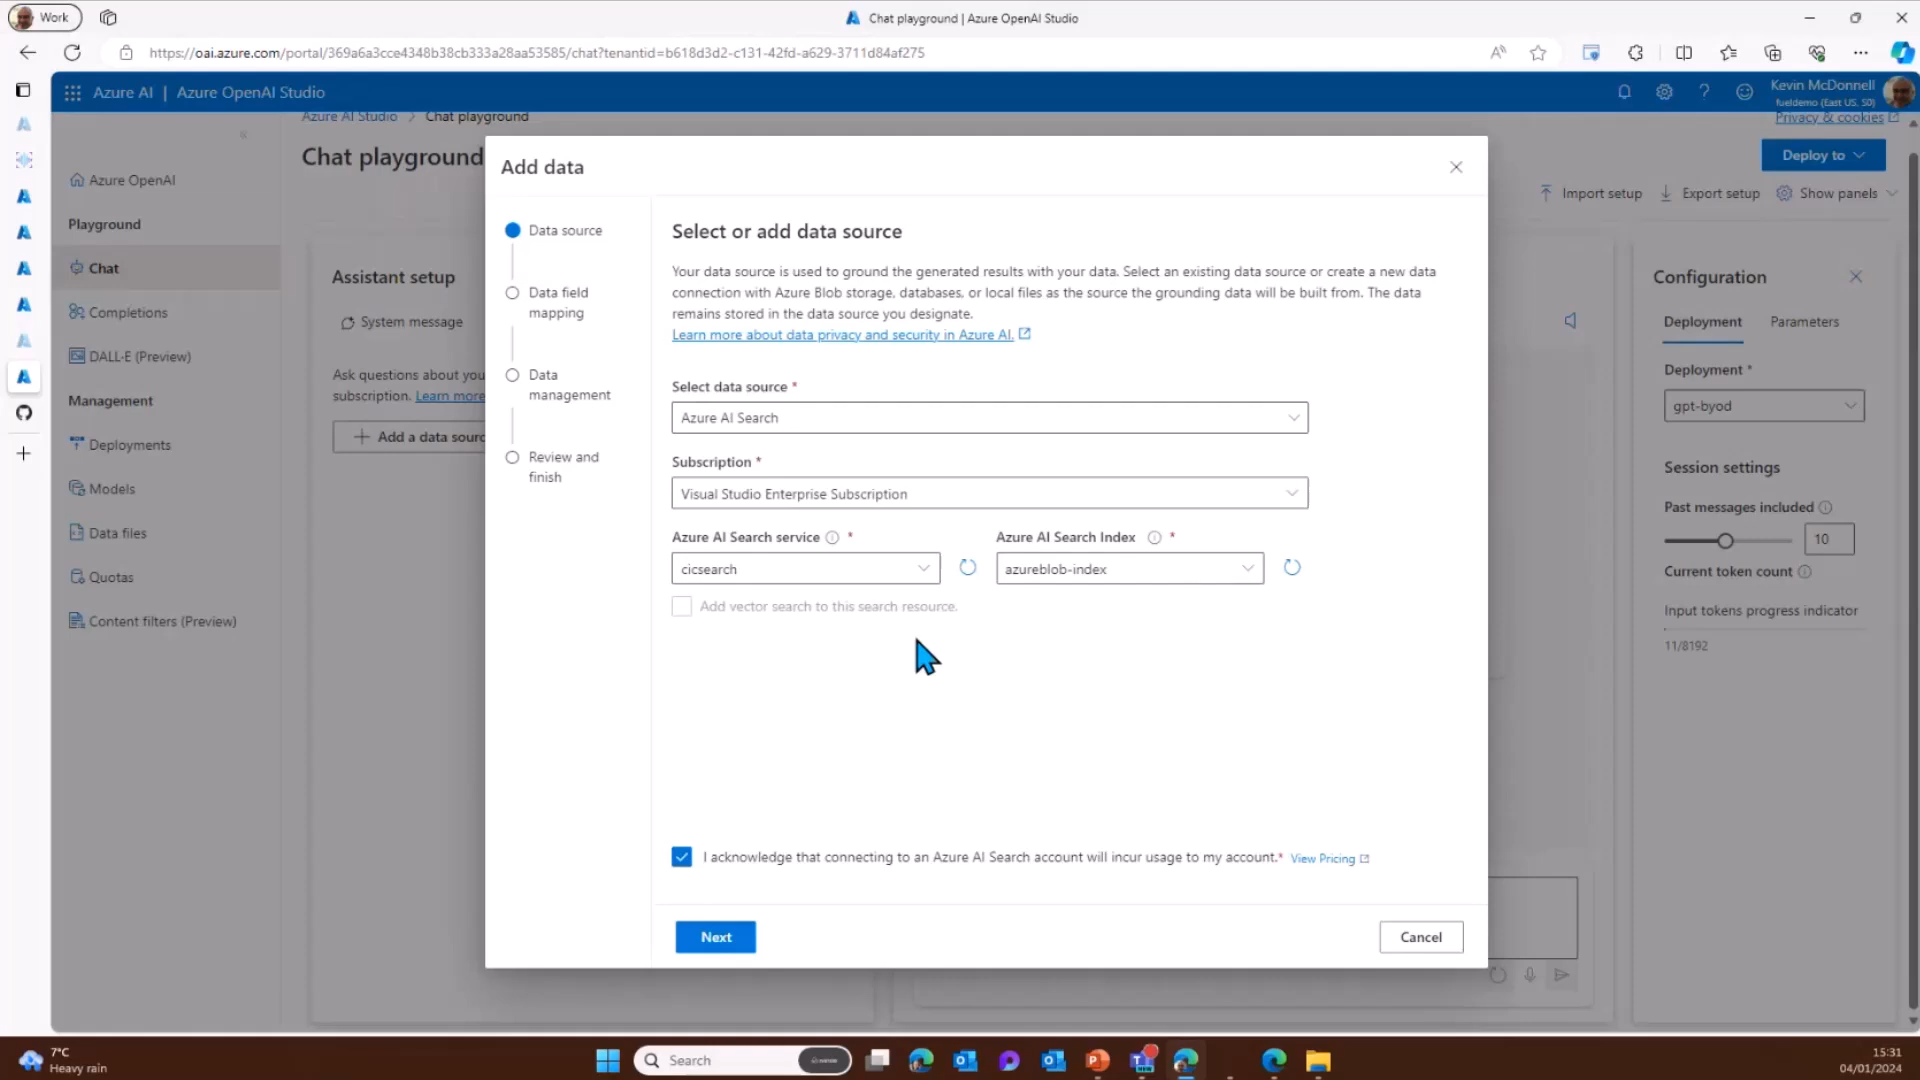 Work
Chat playground | Azure OpenAI Studio
https://oai.azure.com/portal/369a6a3cce4348b38cb333a28aa53585/chat?tenantid=b618d3d2-c131-42fd-a629-3711d84af275
Azure AI | Azure OpenAI Studio
Kevin McDonnell
fueldemo (East US, S0)
Privacy & cookies
Azure AI Studio > Chat playground
Chat playground
Deploy to
Import setup
Export setup
Show panels
Azure OpenAI
Playground
Chat
Completions
DALL-E (Preview)
Management
Deployments
Models
Data files
Quotas
Content filters (Preview)
Assistant setup
System message
Ask questions about you
subscription. Learn more
Add a data sourc
Add data
Data source
Data field
mapping
Data
management
Review and
finish
Select or add data source
Your data source is used to ground the generated results with your data. Select an existing data source or create a new data
connection with Azure Blob storage, databases, or local files as the source the grounding data will be built from. The data
remains stored in the data source you designate.
Learn more about data privacy and security in Azure AI.
Select data source *
Azure AI Search
Subscription *
Visual Studio Enterprise Subscription
Azure AI Search service *
Azure AI Search Index *
cicsearch
azureblob-index
Add vector search to this search resource.
I acknowledge that connecting to an Azure AI Search account will incur usage to my account.* View Pricing
Next
Cancel
Configuration
Deployment
Parameters
Deployment *
gpt-byod
Session settings
Past messages included
10
Current token count
Input tokens progress indicator
11/8192
7°C
Heavy rain
Search
15:31
04/01/2024